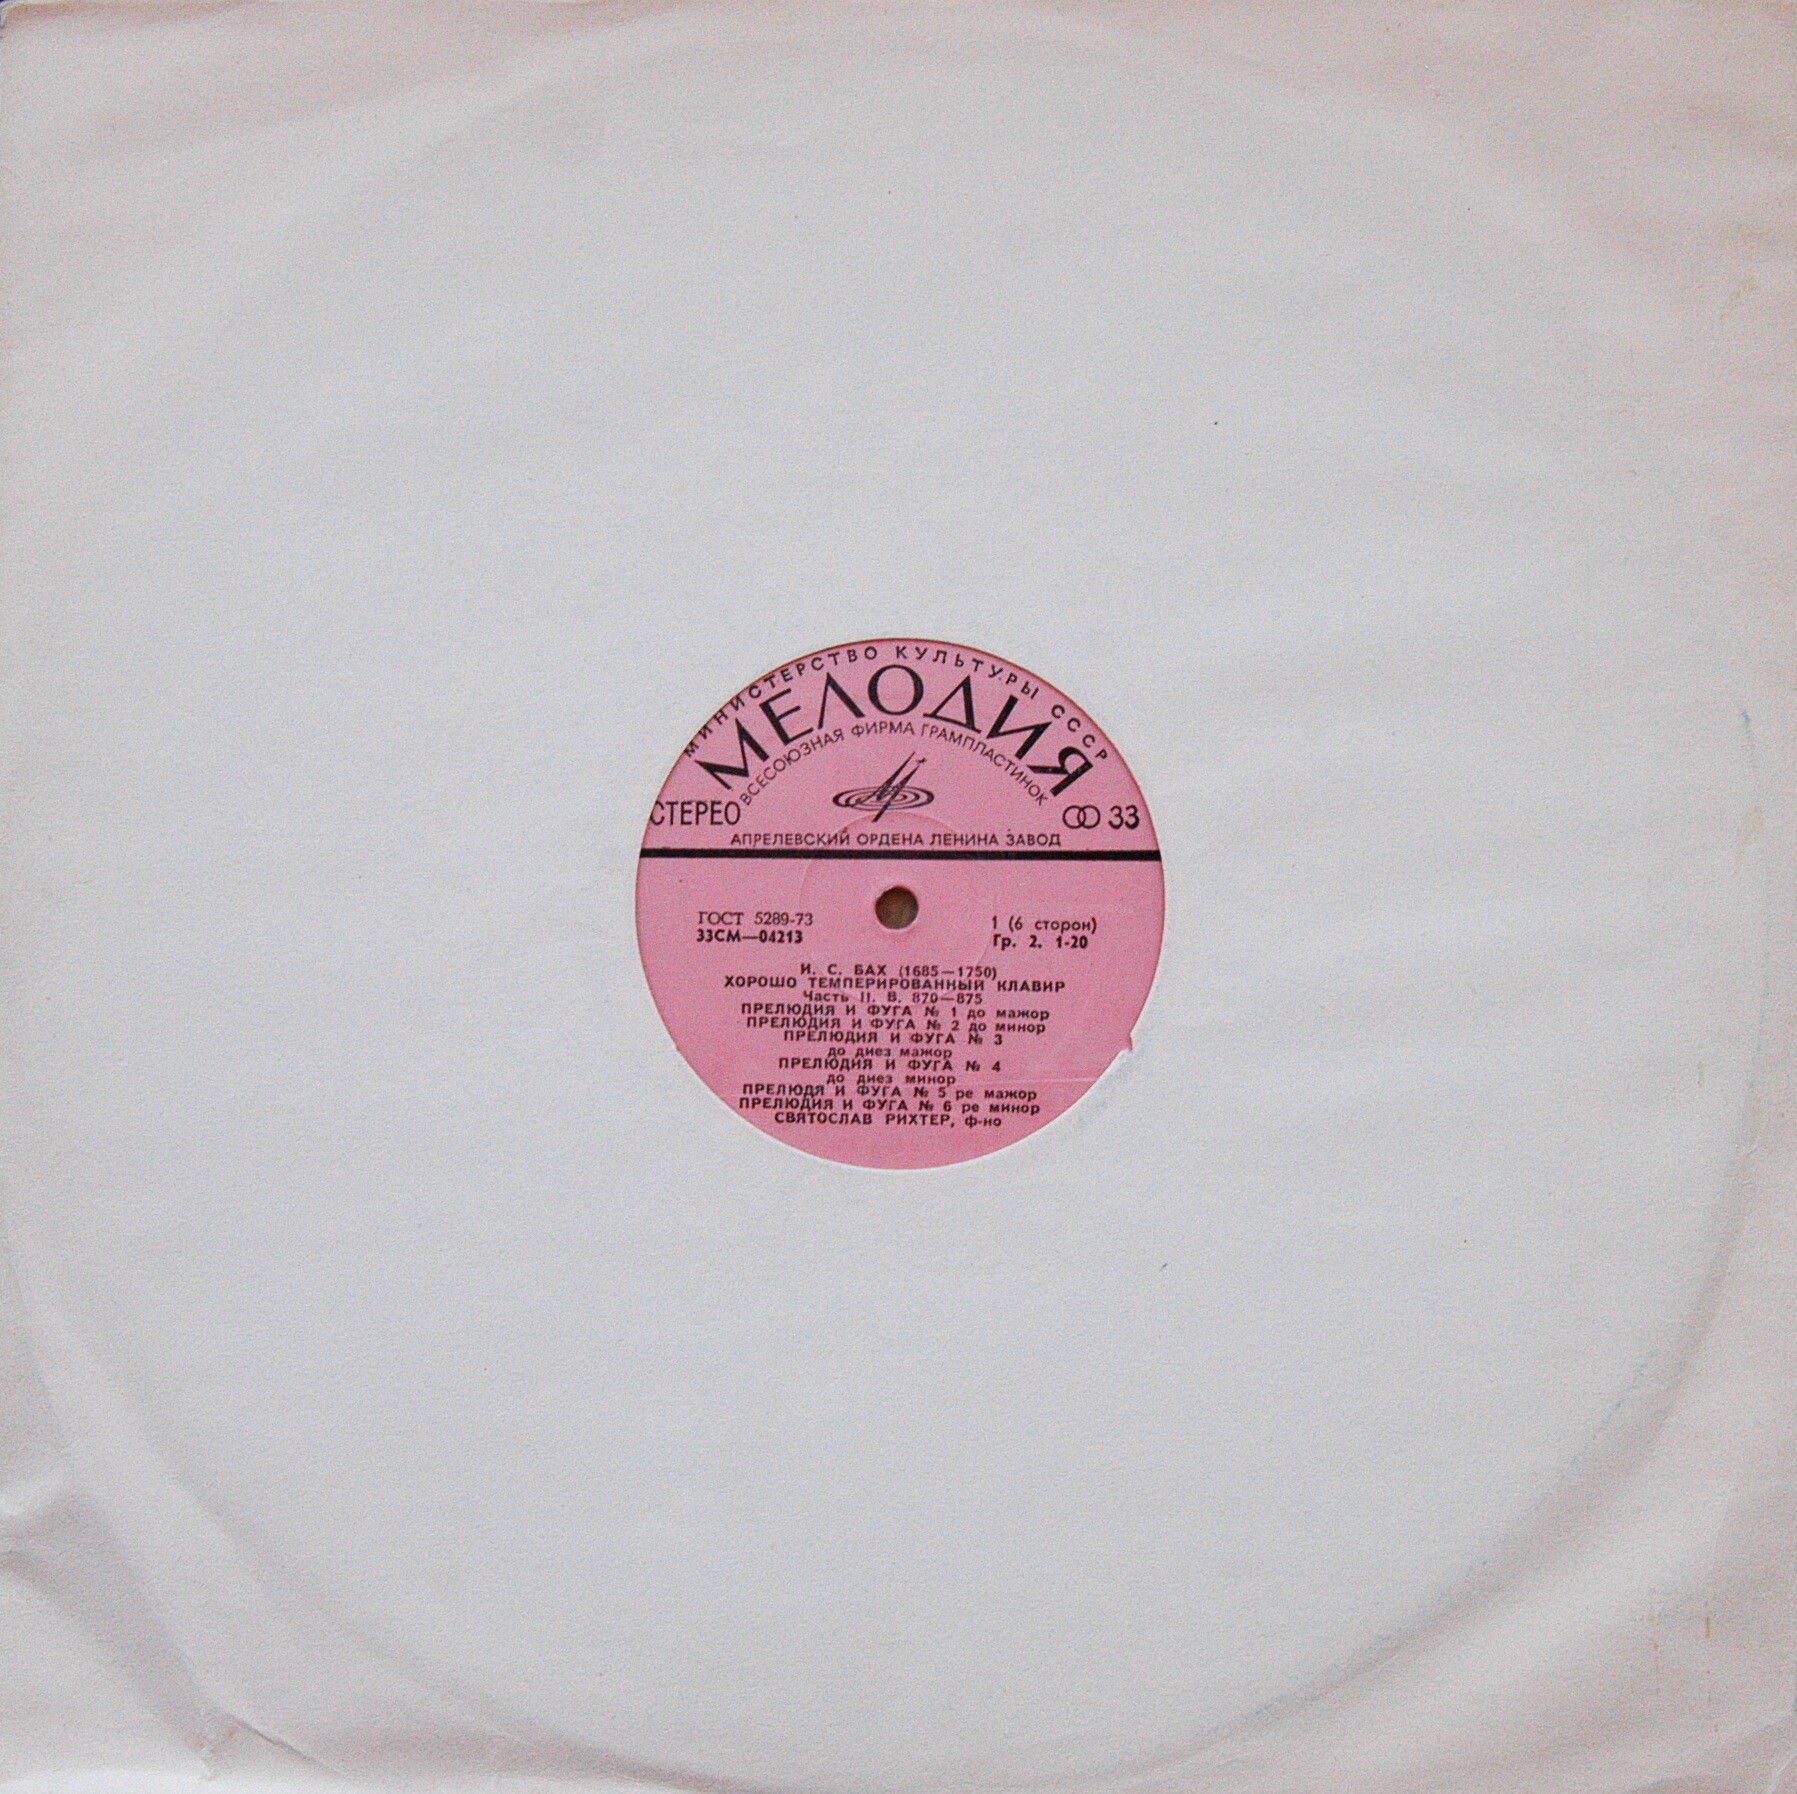 МИНИСТЕРСТВО КУЛЬТУРЫ СССР
МЕЛОДИЯ
ВСЕСОЮЗНАЯ ФИРМА ГРАМПЛАСТИНОК
СТЕРЕО
33
АПРЕЛЕВСКИЙ ОРДЕНА ЛЕНИНА ЗАВОД
ГОСТ 5289-73
33СМ—04213
1 (6 сторон)
Гр. 2. 1-20
И. С. БАХ (1685—1750)
ХОРОШО ТЕМПЕРИРОВАННЫЙ КЛАВИР
Часть II. В. 870—875
ПРЕЛЮДИЯ И ФУГА № 1 до мажор
ПРЕЛЮДИЯ И ФУГА № 2 до минор
ПРЕЛЮДИЯ И ФУГА № 3
до диез мажор
ПРЕЛЮДИЯ И ФУГА № 4
до диез минор
ПРЕЛЮДЯ И ФУГА № 5 ре мажор
ПРЕЛЮДИЯ И ФУГА № 6 ре минор
СВЯТОСЛАВ РИХТЕР, ф-но